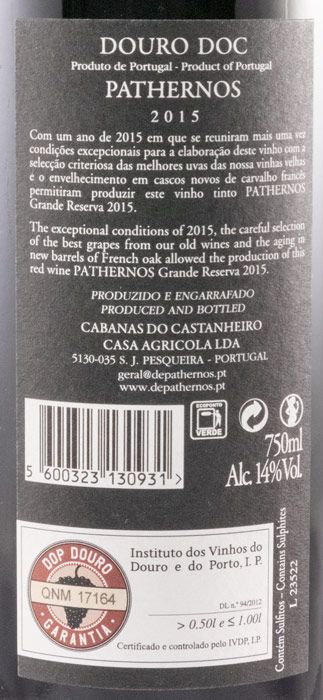 DOURO DOC
Produto de Portugal - Product of Portugal
PATHERNOS
2015
Com um ano de 2015 em que se reuniram mais uma vez
condições excepcionais para a elaboração deste vinho com a
selecção criteriosa das melhores uvas das nossa vinhas velhas
e o envelhecimento em cascos novos de carvalho francês
permitiram produzir este vinho tinto PATHERNOS
Grande Reserva 2015.
The exceptional conditions of 2015, the careful selection
of the best grapes from our old wines and the aging in
new barrels of French oak allowed the production of this
red wine PATHERNOS Grande Reserva 2015.
PRODUZIDO E ENGARRAFADO
PRODUCED AND BOTTLED
CABANAS DO CASTANHEIRO
CASA AGRICOLA LDA
5130-035 S. J. PESQUEIRA - PORTUGAL
geral@depathernos.pt
www.depathernos.pt
ECOPONTO
VERDE
750ml
Alc. 14% Vol.
5 600323 130931 >
Contém Sulfitos – Contains Sulphites
L 23522
DOP DOURO
QNM 17164
GARANTIA
Instituto dos Vinhos do
Douro e do Porto, I. P.
DL n.º 94/2012
> 0.50l e ≤ 1.00l
Certificado e controlado pelo IVDP, I.P.